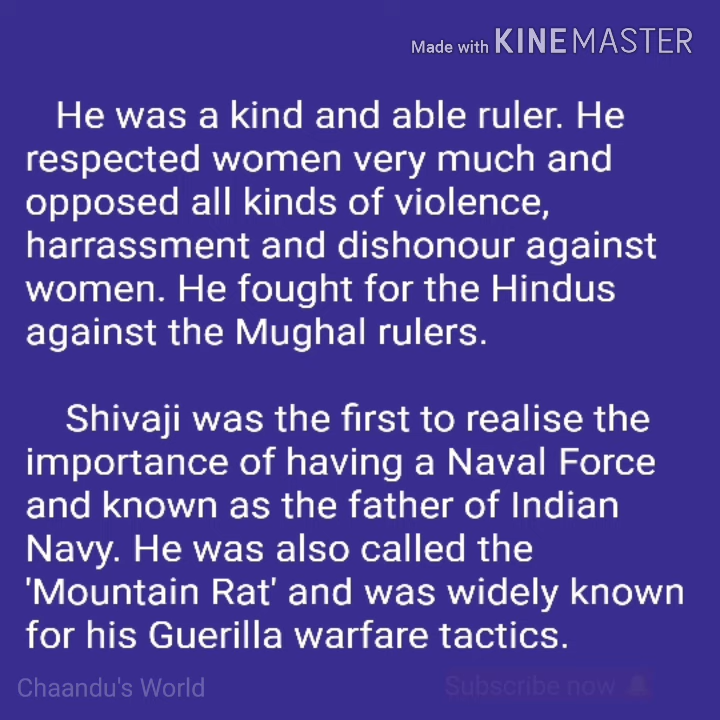 Made with KINEMASTER
He was a kind and able ruler. He
respected women very much and
opposed all kinds of violence,
harrassment and dishonour against
women. He fought for the Hindus
against the Mughal rulers.
Shivaji was the first to realise the
importance of having a Naval Force
and known as the father of Indian
Navy. He was also called the
'Mountain Rat' and was widely known
for his Guerilla warfare tactics.
Chaandu's World
Subscribe now